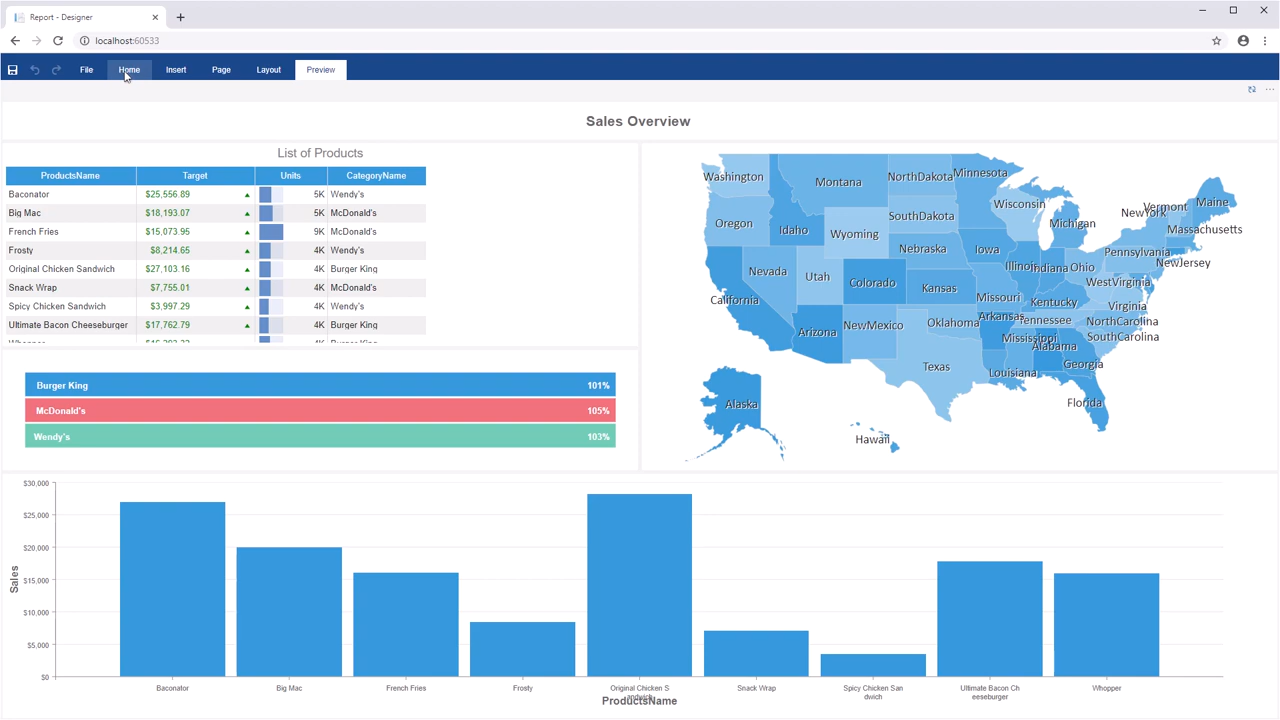 Report - Designer
localhost:60533
File Home Insert Page Layout Preview
Sales Overview
List of Products
ProductsName Target Units CategoryName
Baconator $25,556.89 5K Wendy's
Big Mac $18,193.07 5K McDonald's
French Fries $15,073.95 9K McDonald's
Frosty $8,214.65 4K Wendy's
Original Chicken Sandwich $27,103.16 4K Burger King
Snack Wrap $7,755.01 4K McDonald's
Spicy Chicken Sandwich $3,997.29 4K Wendy's
Ultimate Bacon Cheeseburger $17,762.79 4K Burger King
Burger King 101%
McDonald's 105%
Wendy's 103%
Washington
Montana
NorthDakota
Minnesota
Wisconsin
Michigan
NewYork
Vermont
Maine
Oregon
Idaho
Wyoming
SouthDakota
Massachusetts
Nebraska
Iowa
Illinois
Indiana
Ohio
Pennsylvania
NewJersey
Nevada
Utah
Colorado
Kansas
Missouri
Kentucky
WestVirginia
Virginia
California
Arizona
NewMexico
Oklahoma
Arkansas
Tennessee
NorthCarolina
SouthCarolina
Mississippi
Alabama
Georgia
Texas
Louisiana
Florida
Alaska
Hawaii
Sales
$30,000
$25,000
$20,000
$15,000
$10,000
$5,000
$0
Baconator
Big Mac
French Fries
Frosty
Original Chicken S
andwich
Snack Wrap
Spicy Chicken San
dwich
Ultimate Bacon Ch
eeseburger
Whopper
ProductsName